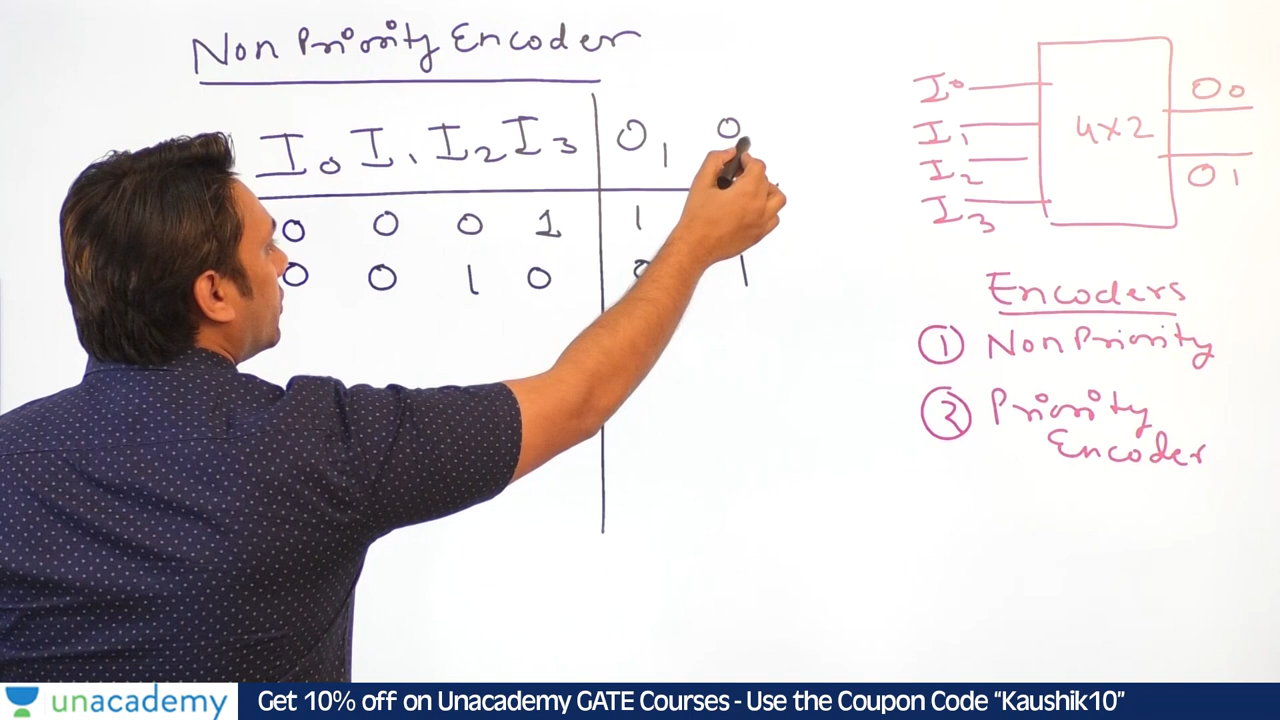 Non Priority Encoder
I0 I1 I2 I3 O1 O
0 0 0 1 1
0 0 1 0 0 1
I0
I1
I2
I3
4x2
O0
O1
Encoders
1 Non Priority
2 Priority
Encoder
unacademy
Get 10% off on Unacademy GATE Courses - Use the Coupon Code “Kaushik10”